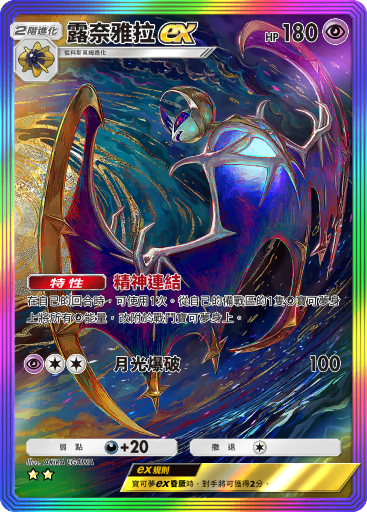 2階進化 露奈雅拉ex HP 180
從科斯莫姆進化
特性 精神連結
在自己的回合時,可使用1次。從自己的備戰區的1隻寶可夢身
上將所有能量,改附於戰鬥寶可夢身上。
月光爆破 100
弱點 +20 撤退
Illus. AKIRA EGAWA
ex規則
寶可夢ex昏厥時,對手將可獲得2分。